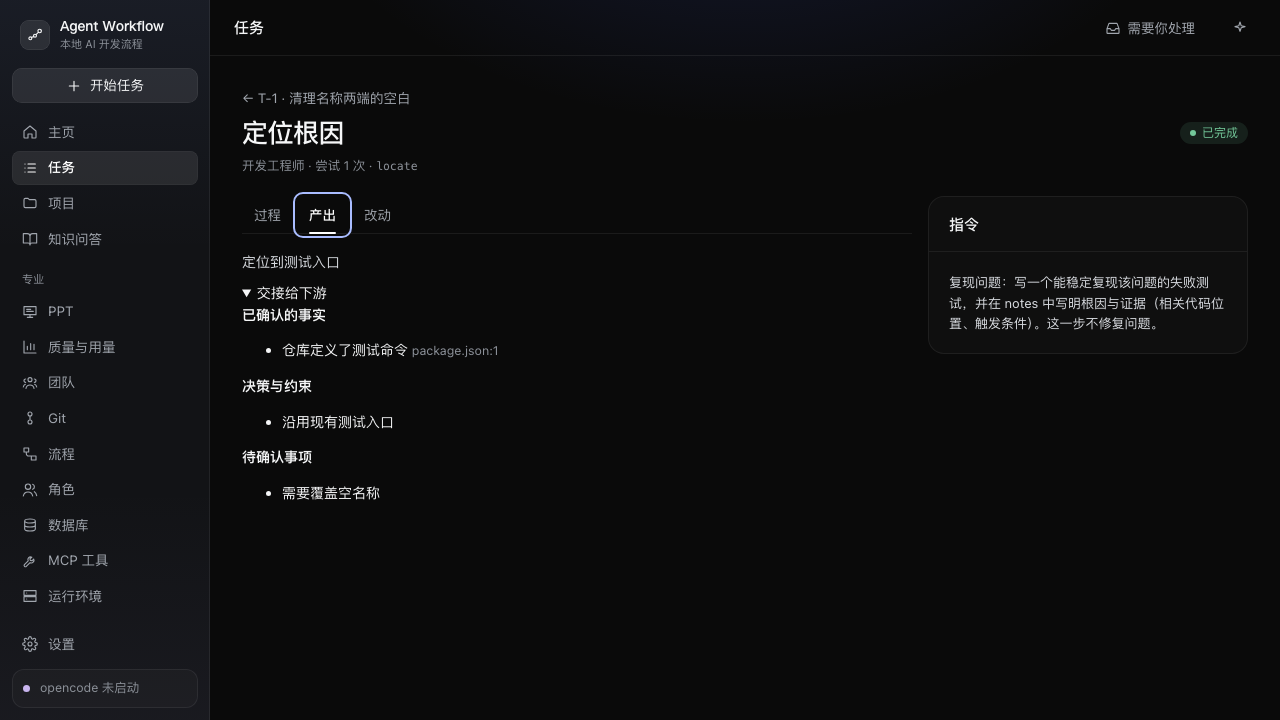 Agent Workflow
本地 AI 开发流程
开始任务
主页
任务
项目
知识问答
专业
PPT
质量与用量
团队
Git
流程
角色
数据库
MCP 工具
运行环境
设置
opencode 未启动
任务
需要你处理
← T-1 · 清理名称两端的空白
定位根因
已完成
开发工程师 · 尝试 1 次 · locate
过程
产出
改动
定位到测试入口
▼ 交接给下游
已确认的事实
• 仓库定义了测试命令 package.json:1
决策与约束
• 沿用现有测试入口
待确认事项
• 需要覆盖空名称
指令
复现问题：写一个能稳定复现该问题的失败测
试，并在 notes 中写明根因与证据（相关代码位
置、触发条件）。这一步不修复问题。